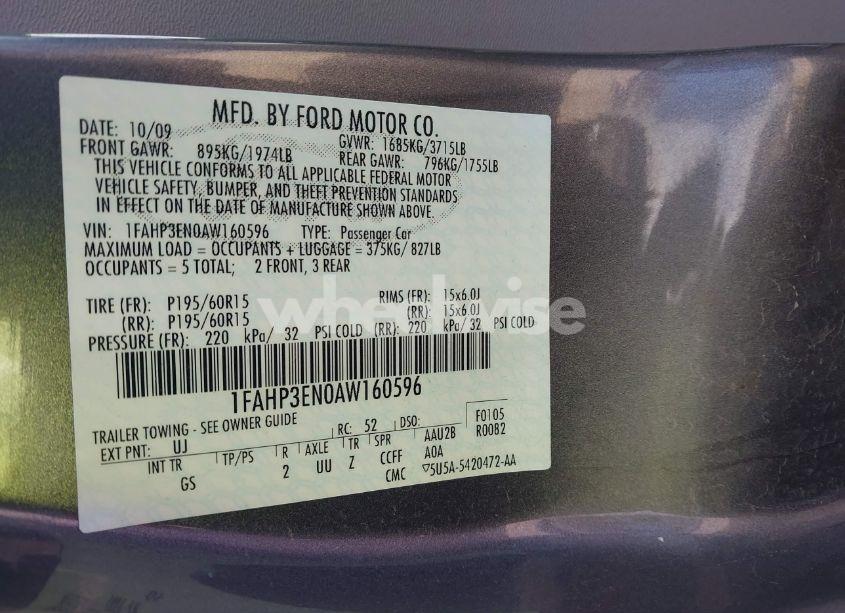 MFD. BY FORD MOTOR CO.
DATE: 10/09 GVWR: 1685KG/3715LB
FRONT GAWR: 895KG/1974LB REAR GAWR: 796KG/1755LB
THIS VEHICLE CONFORMS TO ALL APPLICABLE FEDERAL MOTOR
VEHICLE SAFETY, BUMPER, AND THEFT PREVENTION STANDARDS
IN EFFECT ON THE DATE OF MANUFACTURE SHOWN ABOVE.
VIN: 1FAHP3EN0AW160596 TYPE: Passenger Car
MAXIMUM LOAD = OCCUPANTS + LUGGAGE = 375KG/ 827LB
OCCUPANTS = 5 TOTAL; 2 FRONT, 3 REAR
TIRE (FR): P195/60R15 RIMS (FR): 15x6.0J
(RR): P195/60R15 (RR): 15x6.0J
PRESSURE (FR): 220 kPa/ 32 PSI COLD (RR): 220 kPa/ 32 PSI COLD
wheelwise
1FAHP3EN0AW160596
TRAILER TOWING - SEE OWNER GUIDE
EXT PNT: UJ RC: 52 DSO: F0105
INT TR TP/PS R AXLE TR SPR AAU2B R0082
GS 2 UU Z CCFF A0A
CMC ▽5U5A-5420472-AA